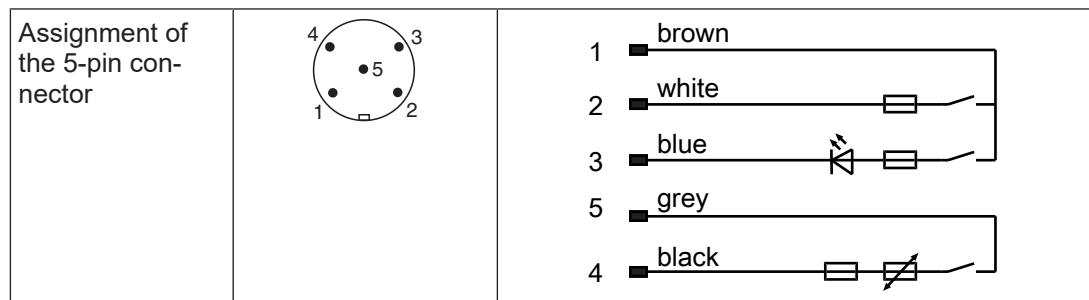 Assignment of
the 5-pin con-
nector
4 3
5
1 2
1 brown
2 white
3 blue
5 grey
4 black